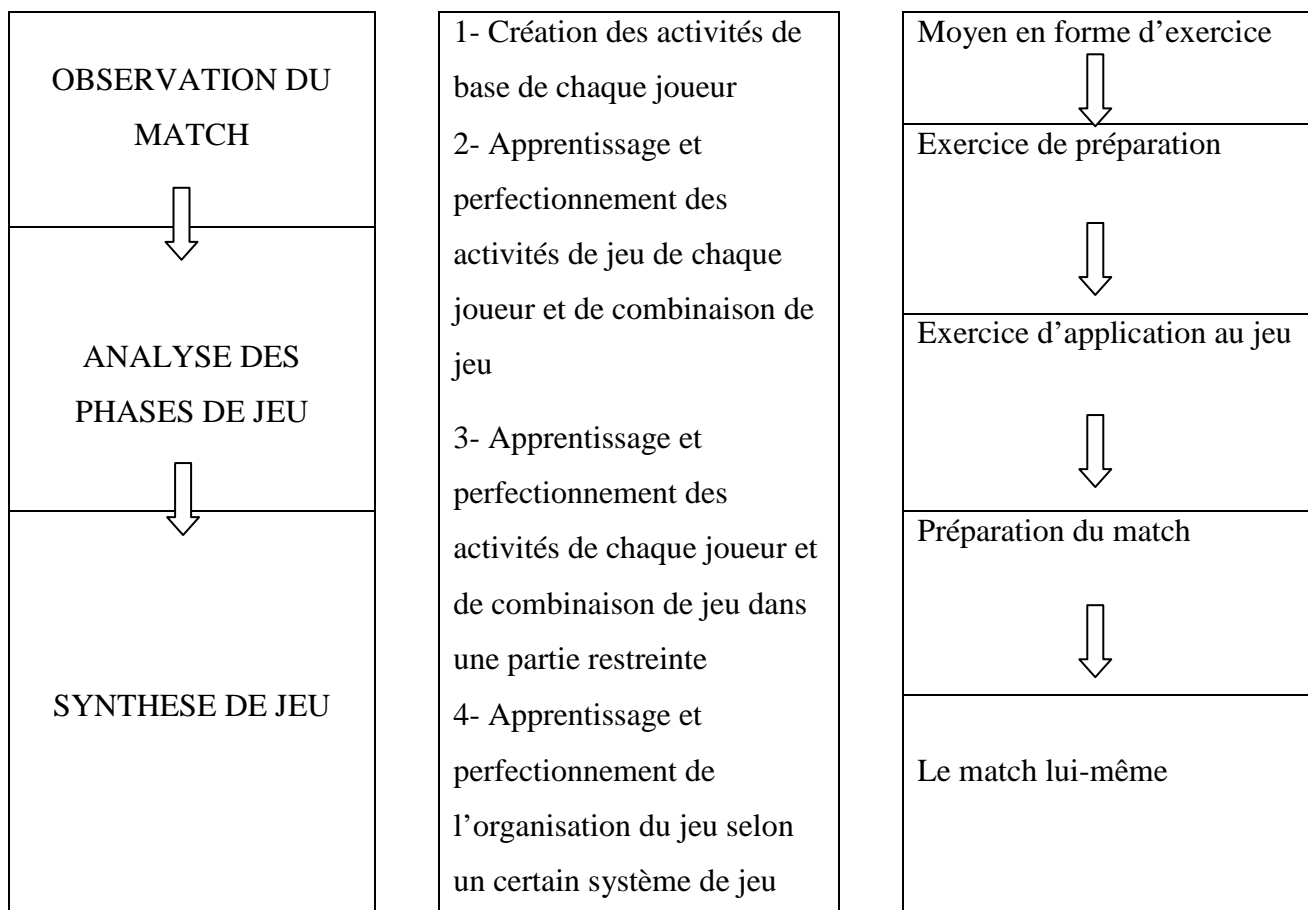 OBSERVATION DU
MATCH
ANALYSE DES
PHASES DE JEU
SYNTHESE DE JEU
1- Création des activités de
base de chaque joueur
2- Apprentissage et
perfectionnement des
activités de jeu de chaque
joueur et de combinaison de
jeu
3- Apprentissage et
perfectionnement des
activités de chaque joueur et
de combinaison de jeu dans
une partie restreinte
4- Apprentissage et
perfectionnement de
l’organisation du jeu selon
un certain système de jeu
Moyen en forme d’exercice
Exercice de préparation
Exercice d’application au jeu
Préparation du match
Le match lui-même